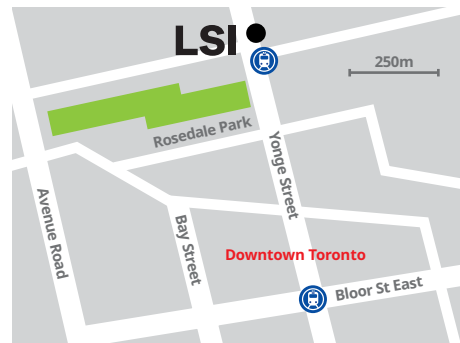 LSI
250m
Rosedale Park
Yonge Street
Avenue Road
Bay Street
Downtown Toronto
Bloor St East